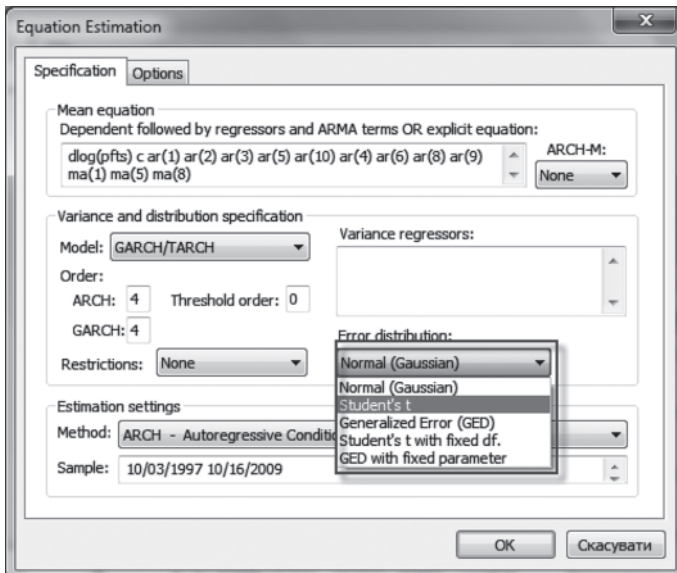 Equation Estimation
x
Specification Options
Mean equation
Dependent followed by regressors and ARMA terms OR explicit equation:
dlog(pfts) c ar(1) ar(2) ar(3) ar(5) ar(10) ar(4) ar(6) ar(8) ar(9)
ma(1) ma(5) ma(8)
ARCH-M:
None
Variance and distribution specification
Model: GARCH/TARCH
Order:
ARCH: 4 Threshold order: 0
GARCH: 4
Restrictions: None
Variance regressors:
Error distribution:
Normal (Gaussian)
Normal (Gaussian)
Student's t
Generalized Error (GED)
Student's t with fixed df.
GED with fixed parameter
Estimation settings
Method: ARCH - Autoregressive Conditi
Sample: 10/03/1997 10/16/2009
OK Скасувати